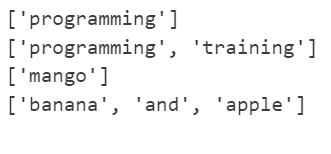 ['programming']
['programming', 'training']
['mango']
['banana', 'and', 'apple']